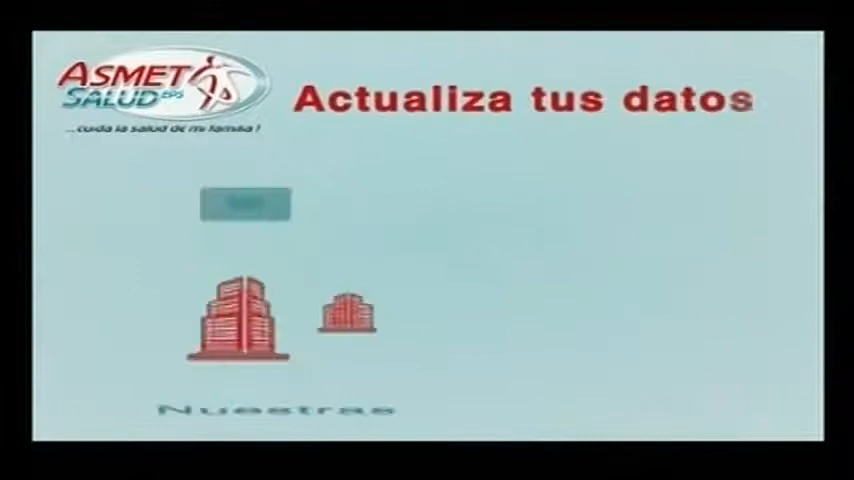 ASMET
SALUD EPS
...cuida la salud de mi familia!
Actualiza tus datos
Nuestras